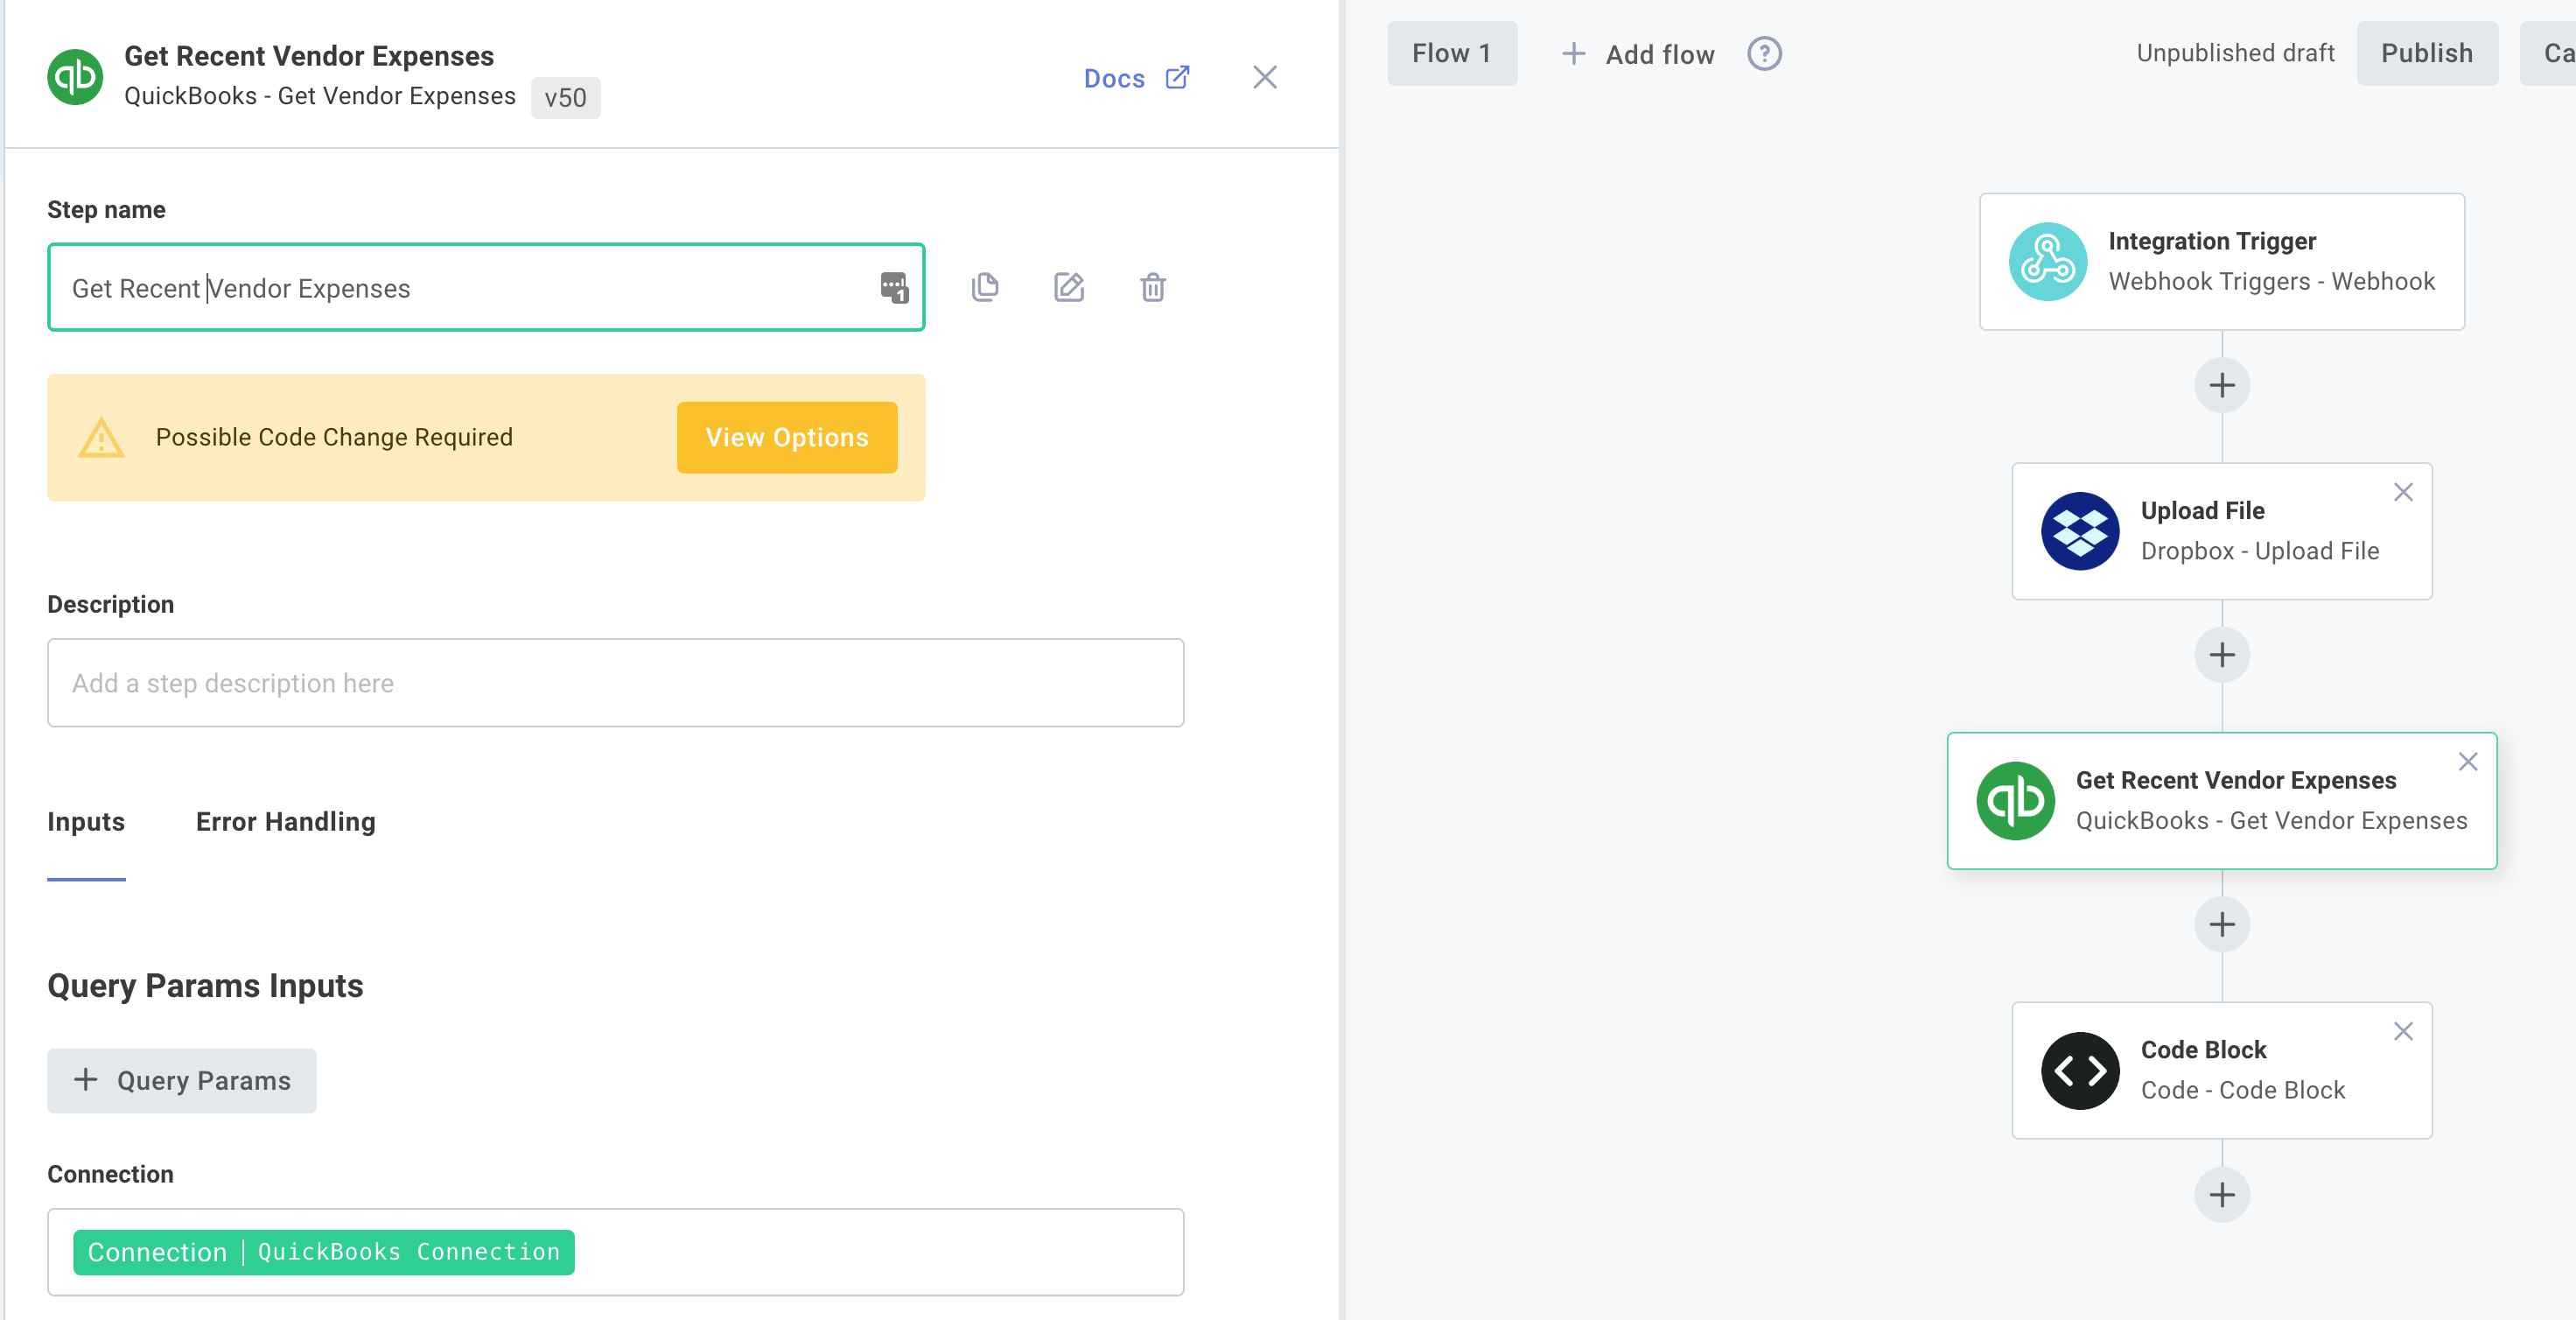 Get Recent Vendor Expenses
QuickBooks - Get Vendor Expenses v50
Docs
Step name
Get Recent Vendor Expenses
1
Possible Code Change Required
View Options
Description
Add a step description here
Inputs Error Handling
Query Params Inputs
+ Query Params
Connection
Connection | QuickBooks Connection
Flow 1
+ Add flow
?
Unpublished draft
Publish
Ca
Integration Trigger
Webhook Triggers - Webhook
Upload File
Dropbox - Upload File
qb Get Recent Vendor Expenses
QuickBooks - Get Vendor Expenses
Code Block
Code - Code Block